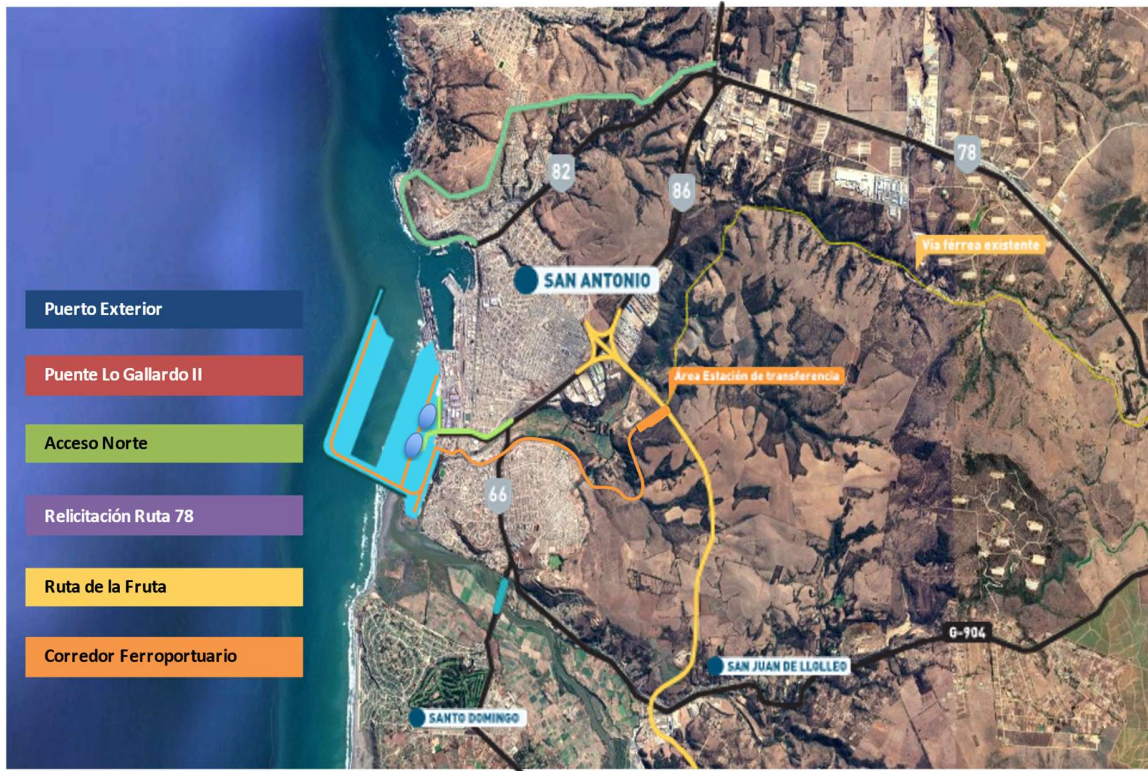 82
86
78
Vía férrea existente
SAN ANTONIO
Puerto Exterior
Puente Lo Gallardo II
Área Estación de transferencia
Acceso Norte
66
Relicitación Ruta 78
Ruta de la Fruta
G-904
Corredor Ferroportuario
SAN JUAN DE LLOLLEO
SANTO DOMINGO